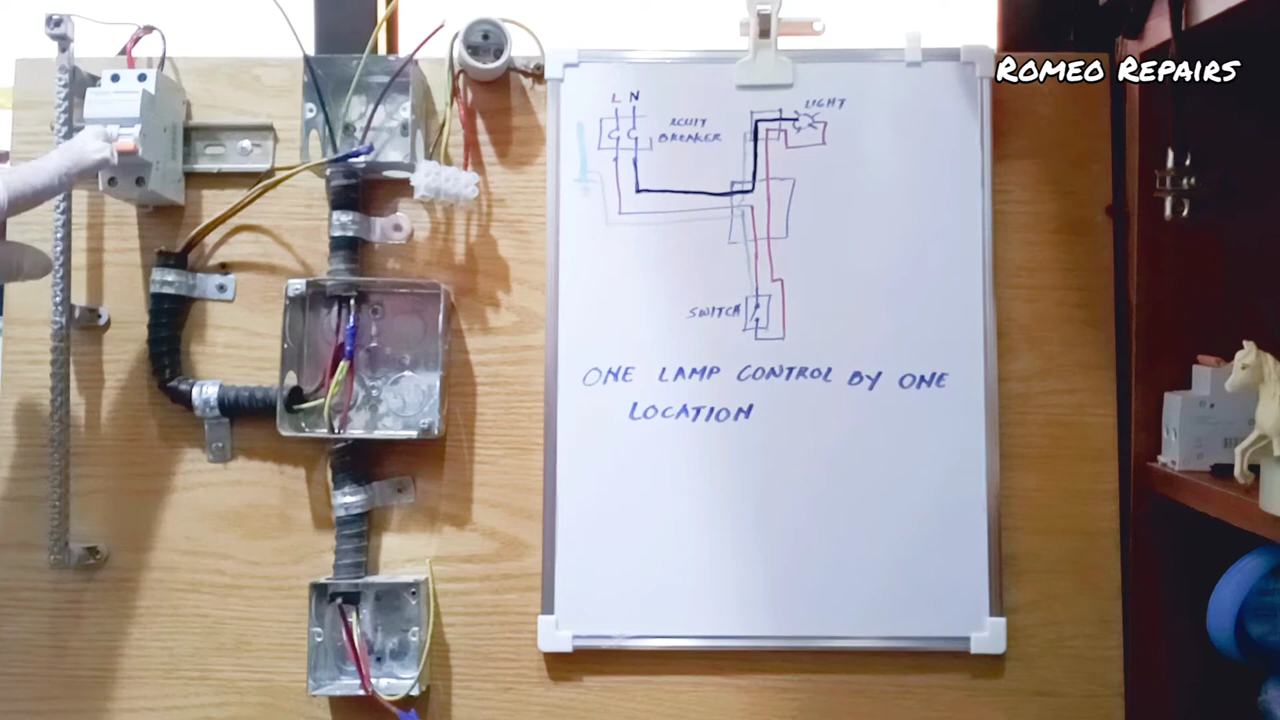 ROMEO REPAIRS
L N
LIGHT
RCUIT
BREAKER
SWITCH
ONE LAMP CONTROL BY ONE
LOCATION